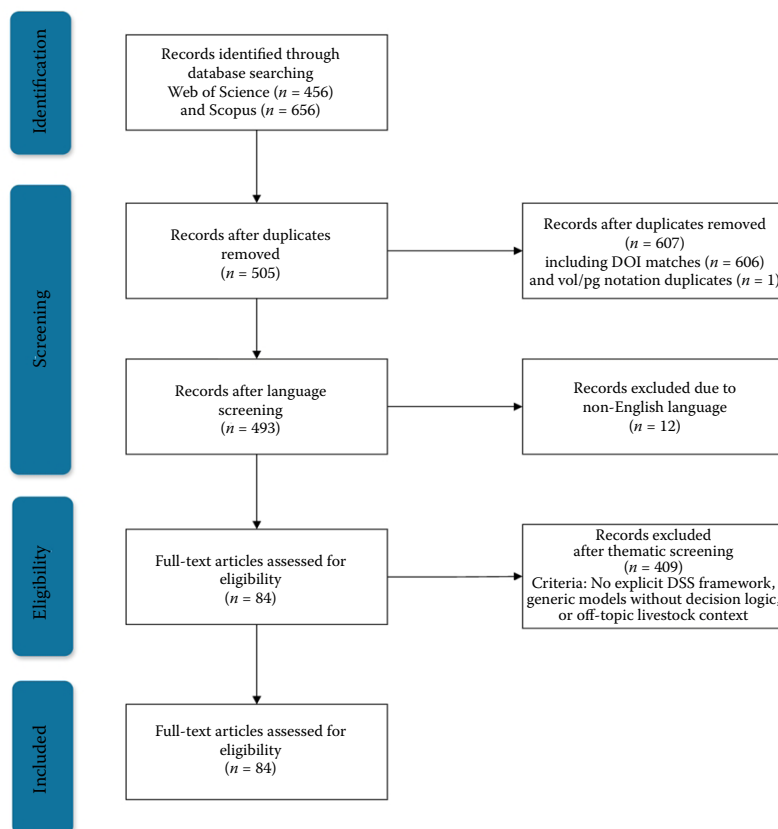 Identification
Records identified through
database searching
Web of Science (n = 456)
and Scopus (n = 656)
Screening
Records after duplicates
removed
(n = 505)
Records after duplicates removed
(n = 607)
including DOI matches (n = 606)
and vol/pg notation duplicates (n = 1)
Records after language
screening
(n = 493)
Records excluded due to
non-English language
(n = 12)
Eligibility
Full-text articles assessed for
eligibility
(n = 84)
Records excluded
after thematic screening
(n = 409)
Criteria: No explicit DSS framework,
generic models without decision logic,
or off-topic livestock context
Included
Full-text articles assessed for
eligibility
(n = 84)